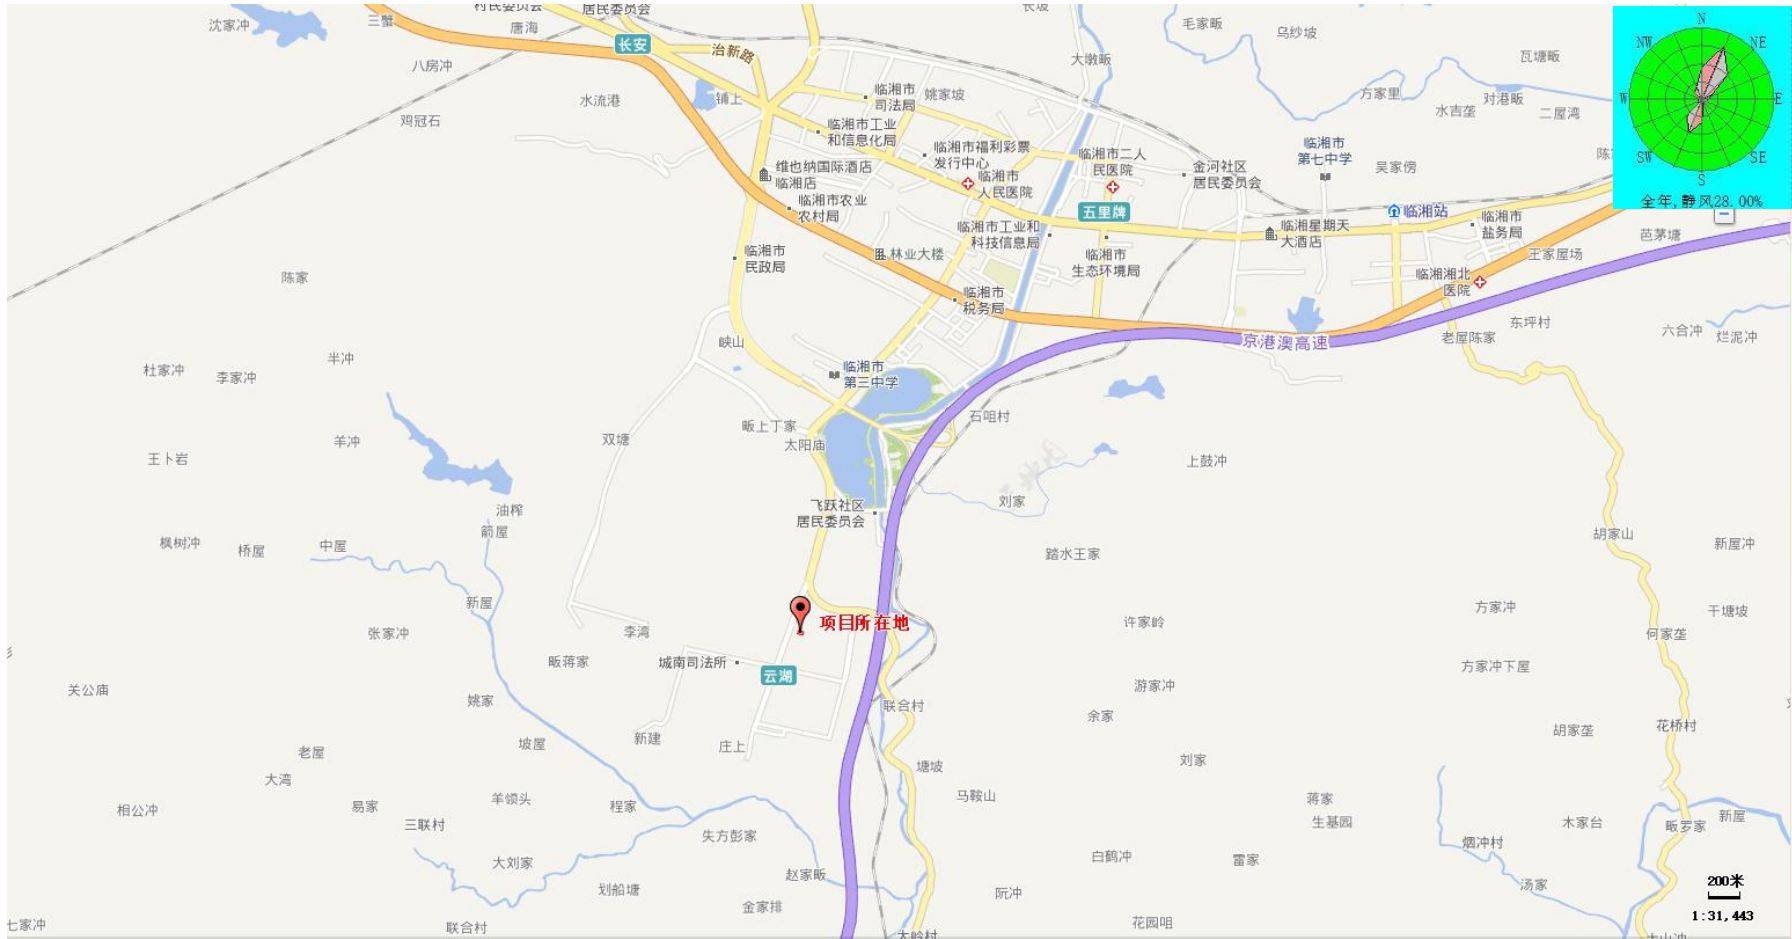 沈家冲
三蟹
村民委员会
唐海
居民委员会
长安
治新路
长坡
毛家畈
乌纱坡
瓦塘畈
八房冲
大墩畈
水流港
铺上
临湘市
司法局
姚家坡
方家里
对港畈
水吉垄
二屋湾
鸡冠石
临湘市工业
和信息化局
临湘市福利彩票
发行中心
临湘市二人
民医院
临湘市
第七中学
吴家傍
维也纳国际酒店
临湘店
临湘市
人民医院
金河社区
居民委员会
临湘市农业
农村局
五里牌
临湘站
临湘市
盐务局
临湘市工业和
科技信息局
临湘星期天
大酒店
芭茅塘
临湘市
民政局
林业大楼
临湘市
生态环境局
王家屋场
陈家
临湘湘北
医院
临湘市
税务局
峡山
京港澳高速
老屋陈家
东坪村
六合冲
烂泥冲
半冲
杜家冲
李家冲
临湘市
第三中学
石咀村
畈上丁家
太阳庙
双塘
羊冲
王卜岩
上鼓冲
油榨
飞跃社区
居民委员会
刘家
箭屋
枫树冲
桥屋
中屋
踏水王家
胡家山
新屋冲
新屋
方家冲
干塘坡
项目所在地
许家岭
张家冲
李湾
何家垄
畈蒋家
城南司法所
云湖
方家冲下屋
关公庙
姚家
游家冲
联合村
余家
花桥村
胡家垄
坡屋
新建
庄上
老屋
大湾
塘坡
刘家
相公冲
易家
羊领头
程家
马鞍山
蒋家
生基园
三联村
失方彭家
木家台
畈罗家
新屋
大刘家
白鹤冲
雷家
烟冲村
划船塘
赵家畈
阮冲
汤家
七家冲
联合村
金家排
大岭村
花园咀
大山冲
N
NW
NE
W
E
SW
SE
S
全年,静风28.00%
200米
1:31,443